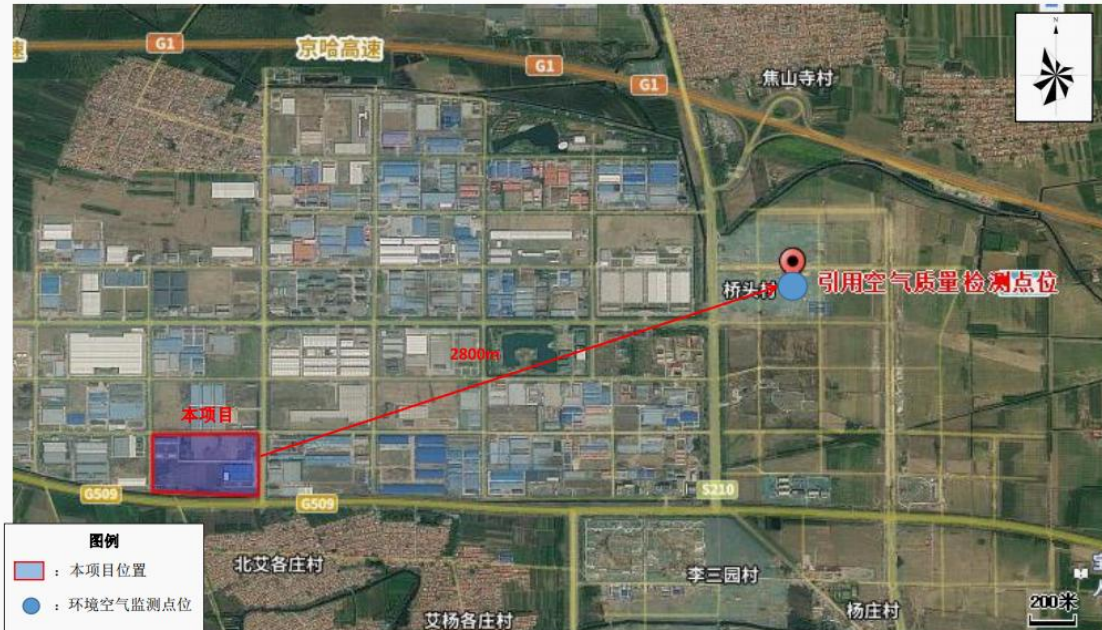 速
G1
京哈高速
G1
G1
焦山寺村
N
桥头村
引用空气质量检测点位
2800m
本项目
G509
G509
S210
图例
：本项目位置
：环境空气监测点位
北艾各庄村
艾杨各庄村
李三园村
杨庄村
200米